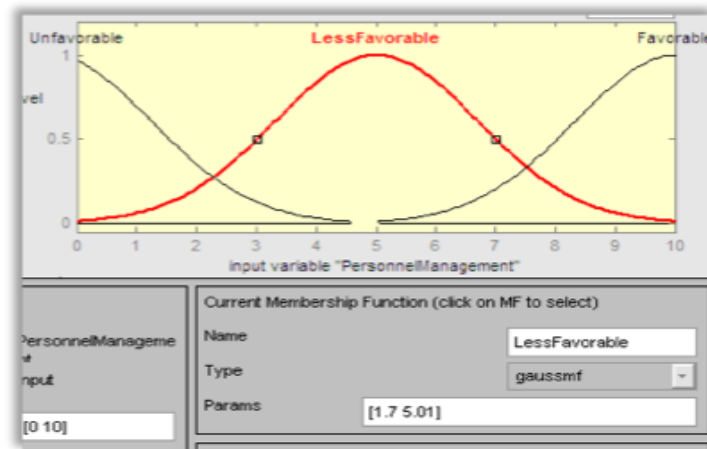 Unfavorable LessFavorable Favorable
1
vel
0.5
0
0 1 2 3 4 5 6 7 8 9 10
input variable "PersonnelManagement"
Current Membership Function (click on MF to select)
Name LessFavorable
PersonnelManageme
Type gaussmf
nput
Params [1.7 5.01]
[0 10]